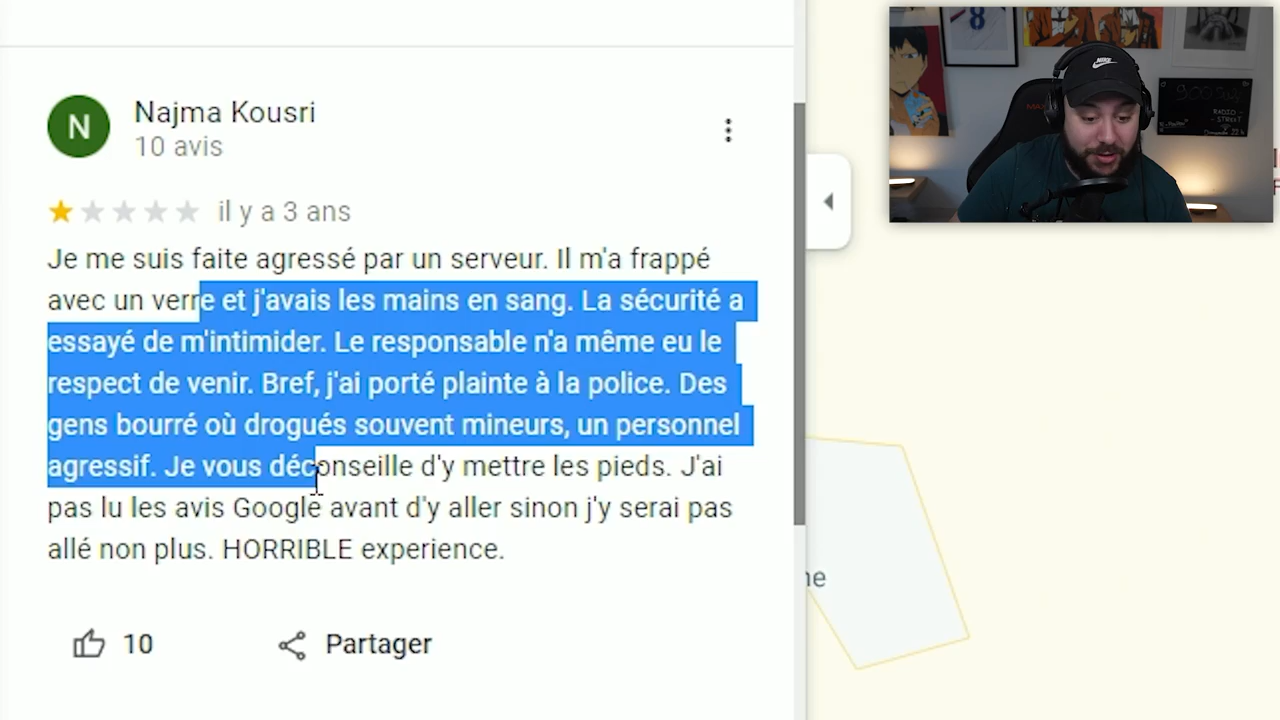 Najma Kousri
10 avis
il y a 3 ans
Je me suis faite agressé par un serveur. Il m'a frappé
avec un verre et j'avais les mains en sang. La sécurité a
essayé de m'intimider. Le responsable n'a même eu le
respect de venir. Bref, j'ai porté plainte à la police. Des
gens bourré où drogués souvent mineurs, un personnel
agressif. Je vous déconseille d'y mettre les pieds. J'ai
pas lu les avis Google avant d'y aller sinon j'y serai pas
allé non plus. HORRIBLE experience.
10
Partager
N
8
RADIO -
- STREET